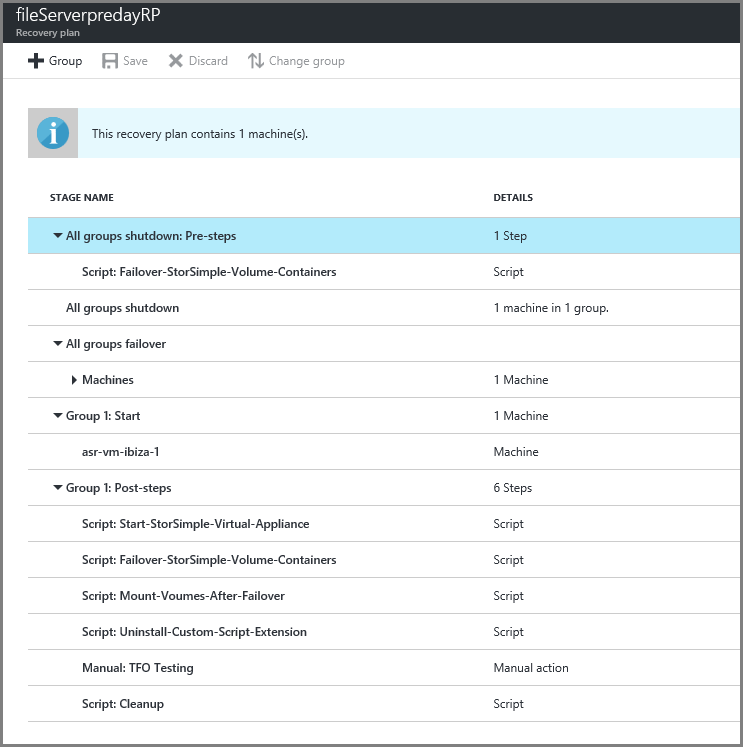 fileServerpredayRP
Recovery plan
Group Save Discard Change group
This recovery plan contains 1 machine(s).
STAGE NAME DETAILS
All groups shutdown: Pre-steps 1 Step
Script: Failover-StorSimple-Volume-Containers Script
All groups shutdown 1 machine in 1 group.
All groups failover
Machines 1 Machine
Group 1: Start 1 Machine
asr-vm-ibiza-1 Machine
Group 1: Post-steps 6 Steps
Script: Start-StorSimple-Virtual-Appliance Script
Script: Failover-StorSimple-Volume-Containers Script
Script: Mount-Voumes-After-Failover Script
Script: Uninstall-Custom-Script-Extension Script
Manual: TFO Testing Manual action
Script: Cleanup Script